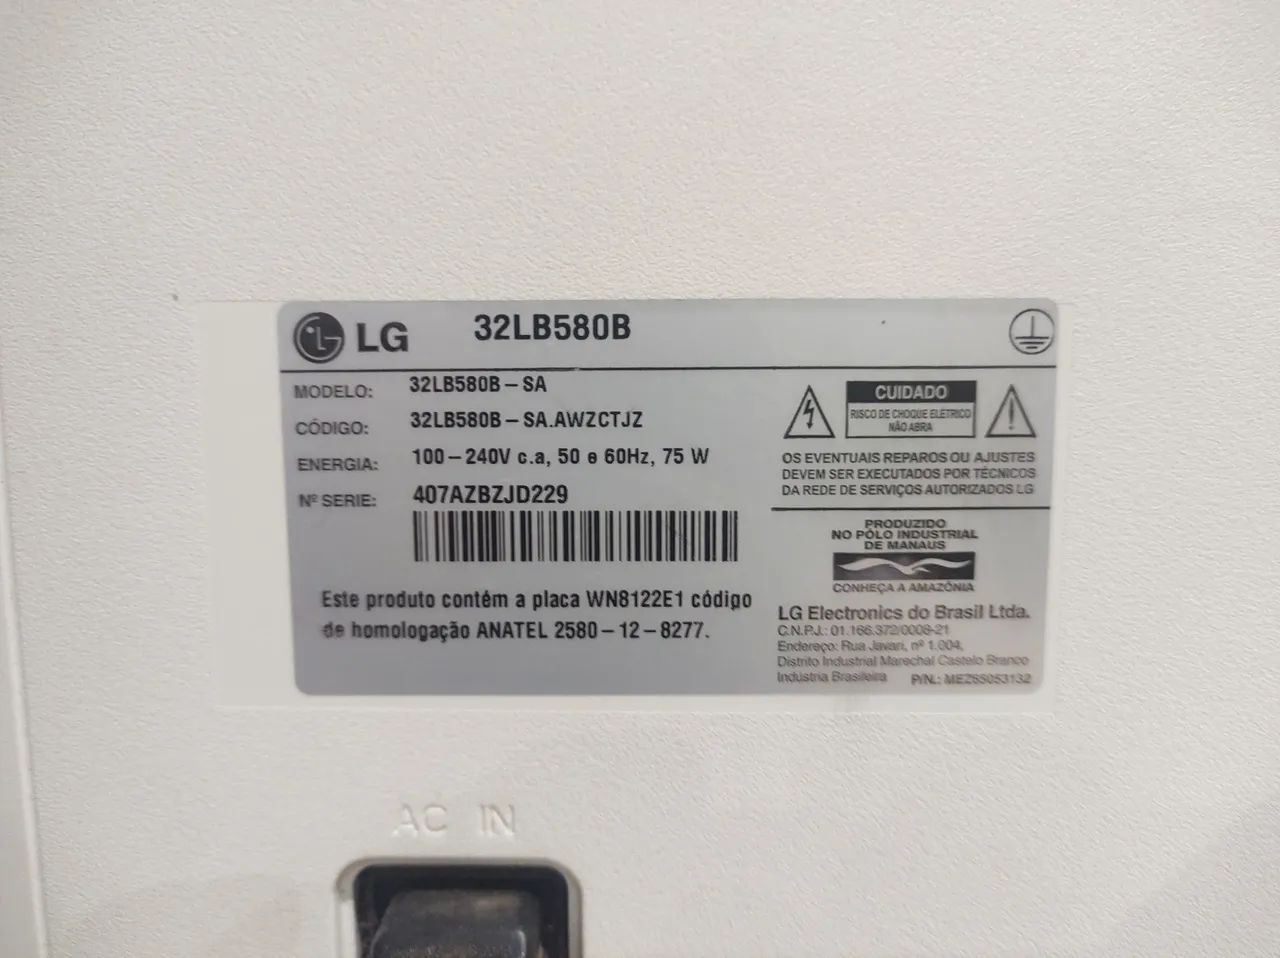 LG 32LB580B
MODELO: 32LB580B-SA
CÓDIGO: 32LB580B-SA.AWZCTJZ
ENERGIA: 100-240V c.a, 50 e 60Hz, 75 W
Nº SERIE: 407AZBZJD229
Este produto contém a placa WN8122E1 código
de homologação ANATEL 2580-12-8277.
CUIDADO
RISCO DE CHOQUE ELÉTRICO
NÃO ABRA
OS EVENTUAIS REPAROS OU AJUSTES
DEVEM SER EXECUTADOS POR TÉCNICOS
DA REDE DE SERVIÇOS AUTORIZADOS LG
PRODUZIDO
NO PÓLO INDUSTRIAL
DE MANAUS
CONHEÇA A AMAZÔNIA
LG Electronics do Brasil Ltda.
C.N.P.J.: 01.166.372/0008-21
Endereço: Rua Javari, nº 1.004,
Distrito Industrial Marechal Castelo Branco
Indústria Brasileira P/N.: MEZ65053132
AC IN